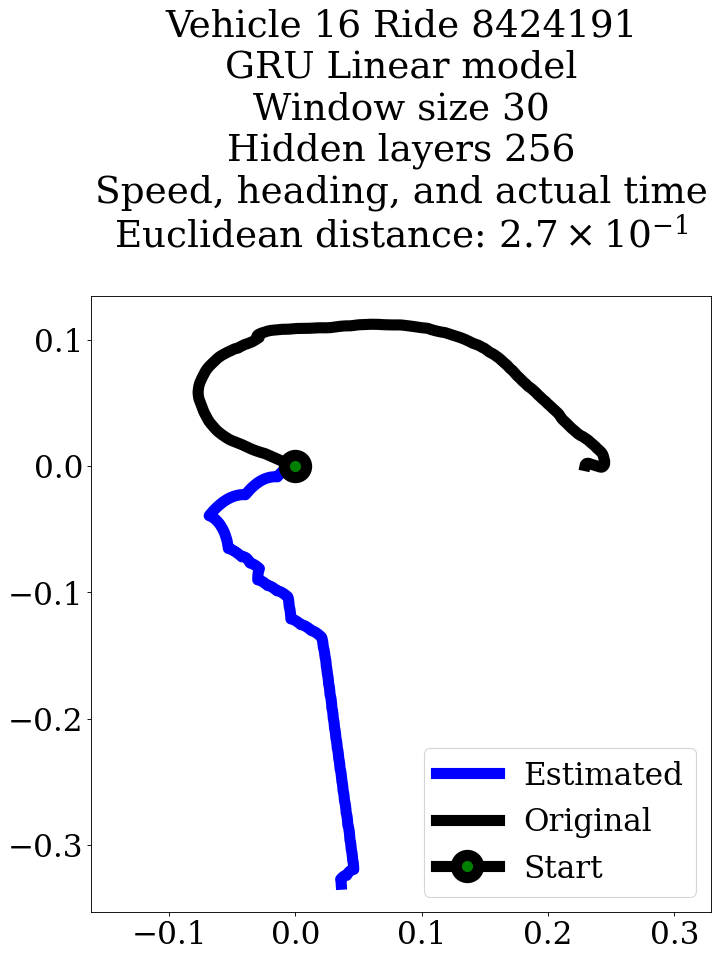 Vehicle 16 Ride 8424191
GRU Linear model
Window size 30
Hidden layers 256
Speed, heading, and actual time
Euclidean distance: 2.7 × 10⁻¹
0.1
0.0
−0.1
−0.2
−0.3
Estimated
Original
Start
−0.1
0.0
0.1
0.2
0.3